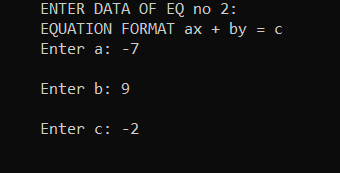 ENTER DATA OF EQ no 2:
EQUATION FORMAT ax + by = c
Enter a: -7
Enter b: 9
Enter c: -2